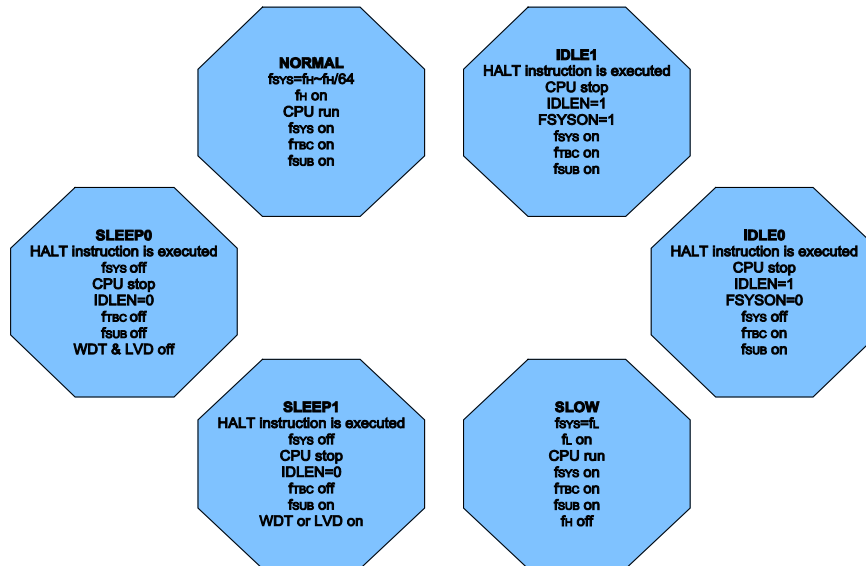 NORMAL
fSYS=fH~fH/64
fH on
CPU run
fSYS on
fTBC on
fSUB on
IDLE1
HALT instruction is executed
CPU stop
IDLEN=1
FSYSON=1
fSYS on
fTBC on
fSUB on
SLEEP0
HALT instruction is executed
fSYS off
CPU stop
IDLEN=0
fTBC off
fSUB off
WDT & LVD off
IDLE0
HALT instruction is executed
CPU stop
IDLEN=1
FSYSON=0
fSYS off
fTBC on
fSUB on
SLEEP1
HALT instruction is executed
fSYS off
CPU stop
IDLEN=0
fTBC off
fSUB on
WDT or LVD on
SLOW
fSYS=fL
fL on
CPU run
fSYS on
fTBC on
fSUB on
fH off